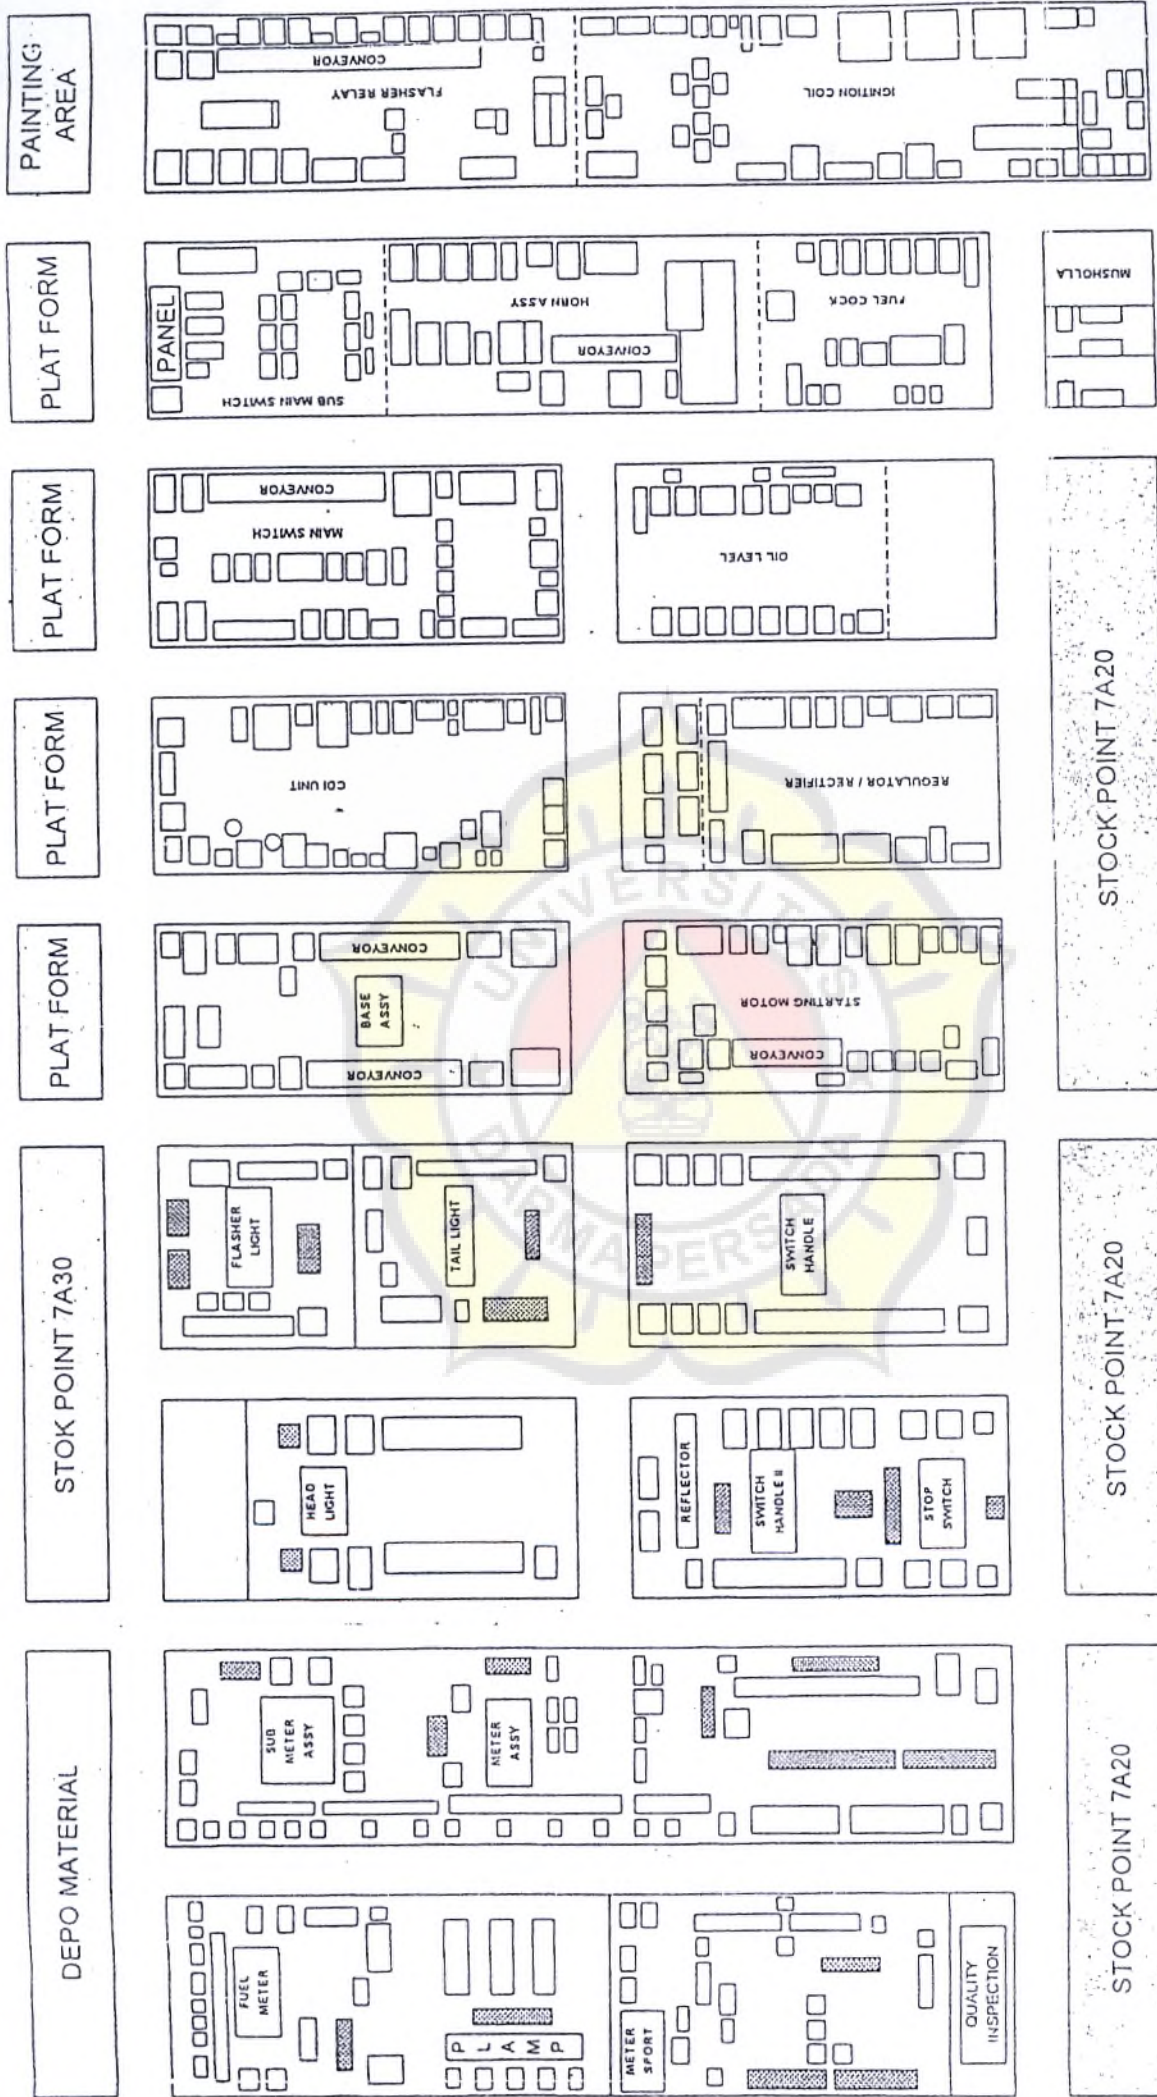 PAINTING
AREA
CONVEYOR
FLASHER RELAY
IGNITION COIL
PLAT FORM
PANEL
SUB MAIN SWITCH
HORN ASSY
CONVEYOR
FUEL COCK
MUSHOLLA
PLAT FORM
CONVEYOR
MAIN SWITCH
OIL LEVEL
PLAT FORM
CDI UNIT
REGULATOR / RECTIFIER
STOCK POINT 7A20
PLAT FORM
CONVEYOR
BASE
ASSY
CONVEYOR
STARTING MOTOR
CONVEYOR
UNIVERSITAS
DARMA PERSADA
STOK POINT 7A30
FLASHER
LIGHT
TAIL LIGHT
SWITCH
HANDLE
STOCK POINT 7A20
HEAD
LIGHT
REFLECTOR
SWITCH
HANDLE II
STOP
SWITCH
DEPO MATERIAL
SUB
METER
ASSY
METER
ASSY
STOCK POINT 7A20
FUEL
METER
P L A M P
METER
SPORT
QUALITY
INSPECTION